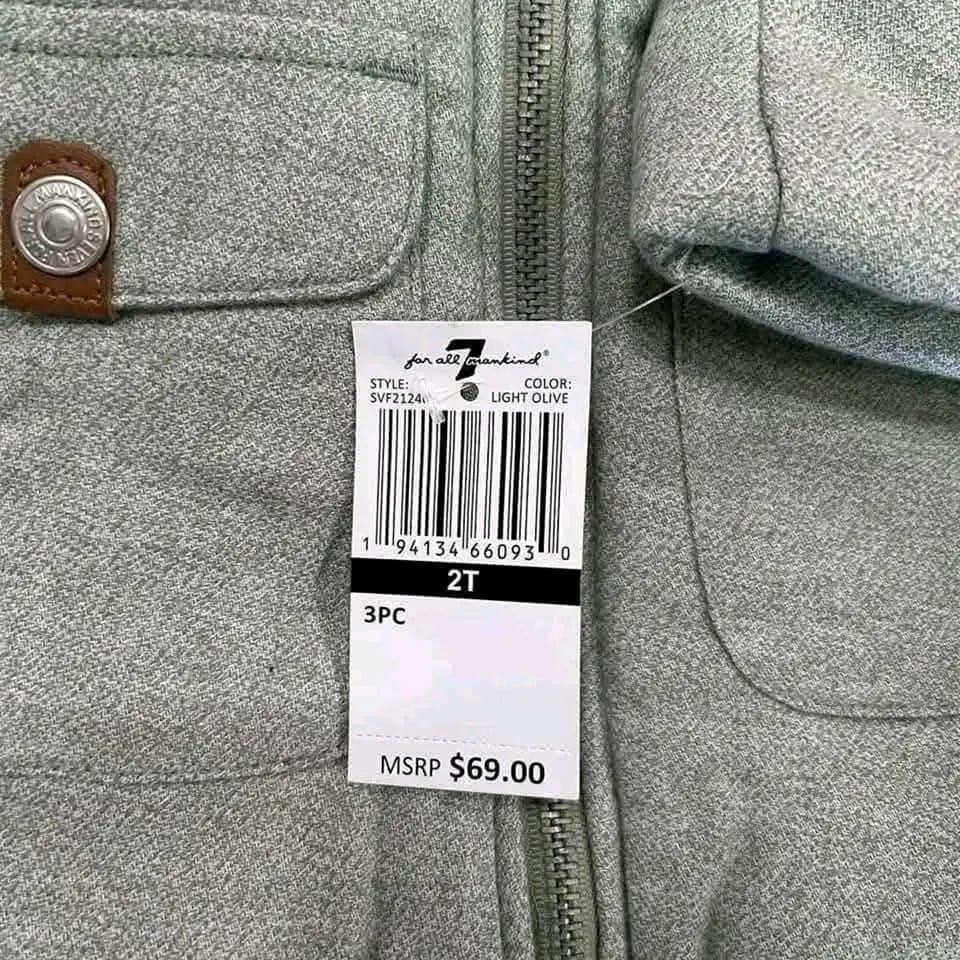 7
for all mankind®
STYLE:
COLOR:
LIGHT OLIVE
1 94134 66093 0
2T
3PC
MSRP $69.00